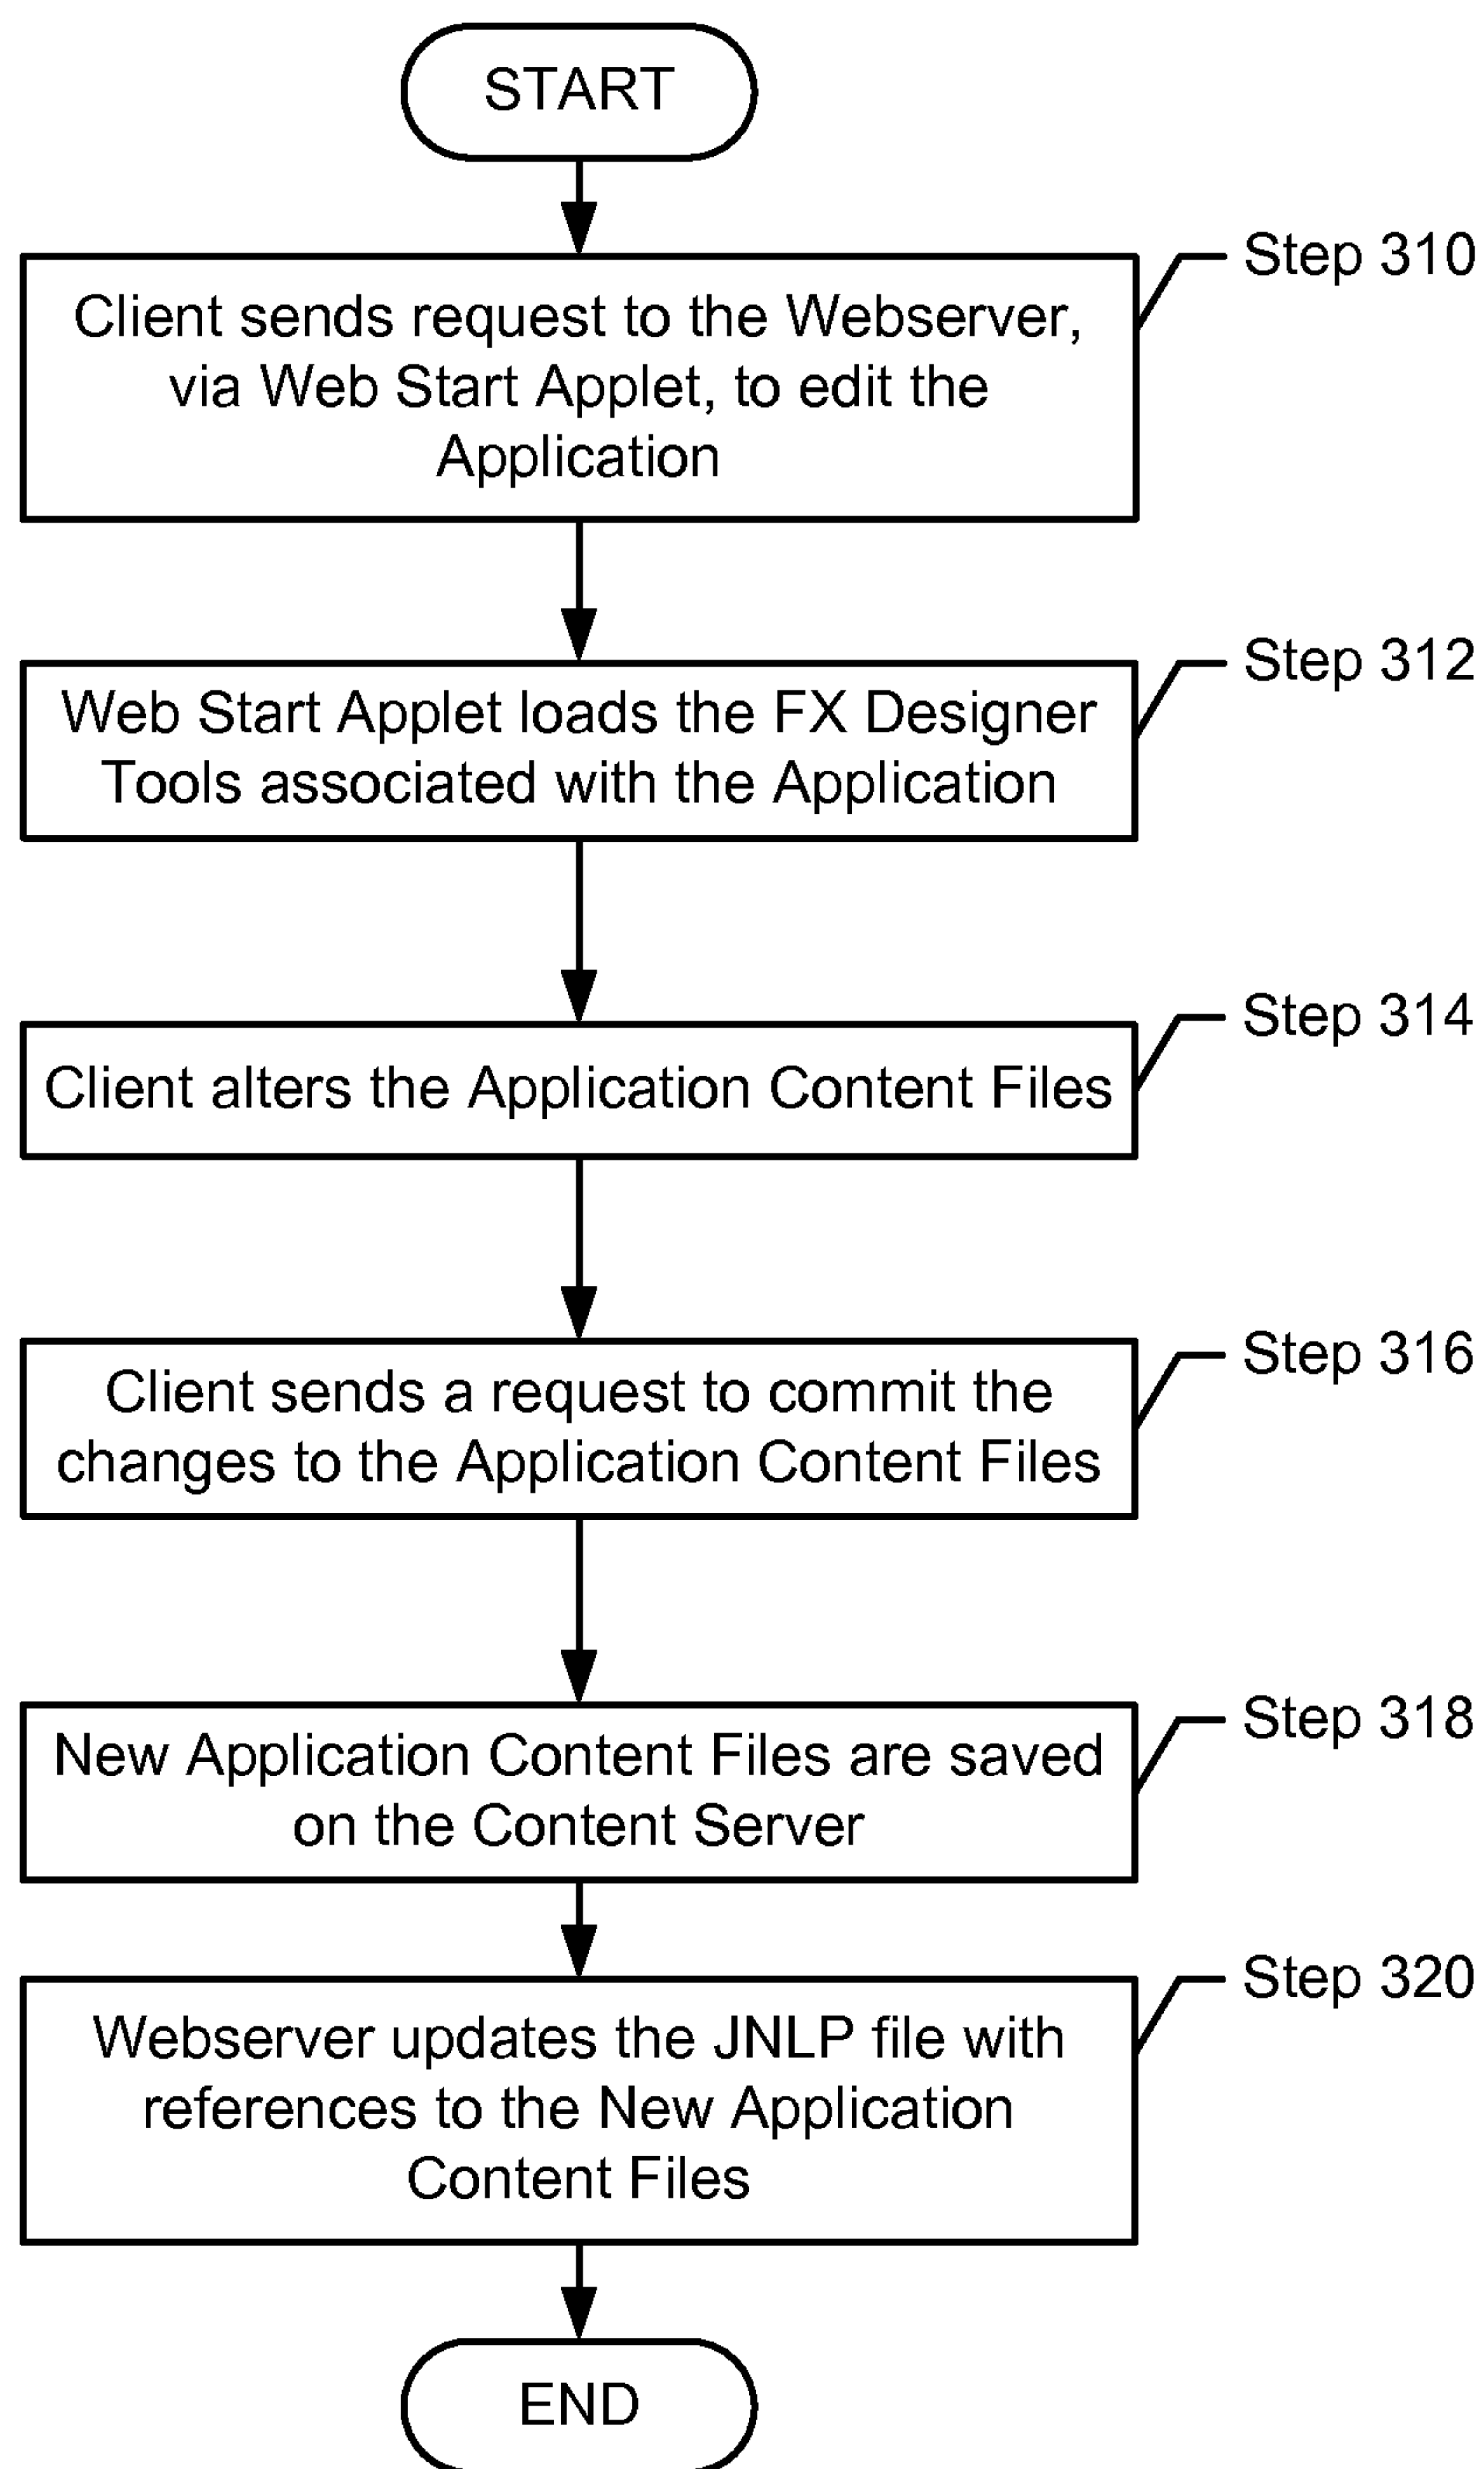 START
Step 310
Client sends request to the Webserver,
via Web Start Applet, to edit the
Application
Step 312
Web Start Applet loads the FX Designer
Tools associated with the Application
Step 314
Client alters the Application Content Files
Step 316
Client sends a request to commit the
changes to the Application Content Files
Step 318
New Application Content Files are saved
on the Content Server
Step 320
Webserver updates the JNLP file with
references to the New Application
Content Files
END